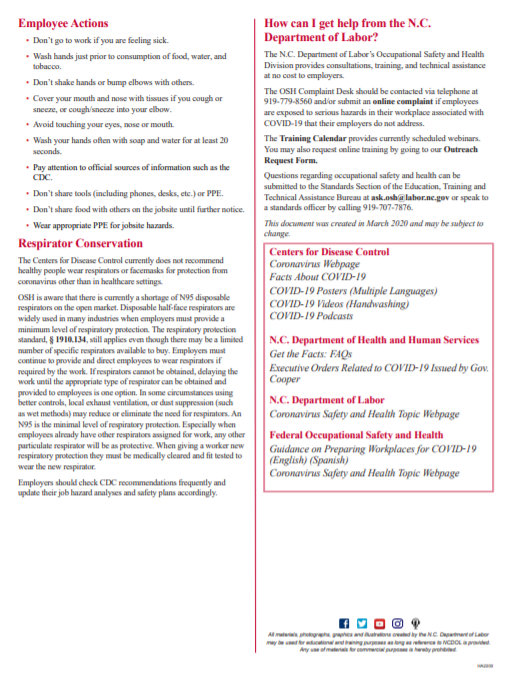 Employee Actions
• Don't go to work if you are feeling sick.
• Wash hands just prior to consumption of food, water, and
tobacco.
• Don't shake hands or bump elbows with others.
• Cover your mouth and nose with tissues if you cough or
sneeze, or cough/sneeze into your elbow.
• Avoid touching your eyes, nose or mouth.
• Wash your hands often with soap and water for at least 20
seconds.
• Pay attention to official sources of information such as the
CDC.
• Don't share tools (including phones, desks, etc.) or PPE.
• Don't share food with others on the jobsite until further notice.
• Wear appropriate PPE for jobsite hazards.
Respirator Conservation
The Centers for Disease Control currently does not recommend
healthy people wear respirators or facemasks for protection from
coronavirus other than in healthcare settings.
OSH is aware that there is currently a shortage of N95 disposable
respirators on the open market. Disposable half-face respirators are
widely used in many industries when employers must provide a
minimum level of respiratory protection. The respiratory protection
standard, § 1910.134, still applies even though there may be a limited
number of specific respirators available to buy. Employers must
continue to provide and direct employees to wear respirators if
required by the work. If respirators cannot be obtained, delaying the
work until the appropriate type of respirator can be obtained and
provided to employees is one option. In some circumstances using
better controls, local exhaust ventilation, or dust suppression (such
as wet methods) may reduce or eliminate the need for respirators. An
N95 is the minimal level of respiratory protection. Especially when
employees already have other respirators assigned for work, any other
particulate respirator will be as protective. When giving a worker new
respiratory protection they must be medically cleared and fit tested to
wear the new respirator.
Employers should check CDC recommendations frequently and
update their job hazard analyses and safety plans accordingly.
How can I get help from the N.C.
Department of Labor?
The N.C. Department of Labor's Occupational Safety and Health
Division provides consultations, training, and technical assistance
at no cost to employers.
The OSH Complaint Desk should be contacted via telephone at
919-779-8560 and/or submit an online complaint if employees
are exposed to serious hazards in their workplace associated with
COVID-19 that their employers do not address.
The Training Calendar provides currently scheduled webinars.
You may also request online training by going to our Outreach
Request Form.
Questions regarding occupational safety and health can be
submitted to the Standards Section of the Education, Training and
Technical Assistance Bureau at ask.osh@labor.nc.gov or speak to
a standards officer by calling 919-707-7876.
This document was created in March 2020 and may be subject to
change.
Centers for Disease Control
Coronavirus Webpage
Facts About COVID-19
COVID-19 Posters (Multiple Languages)
COVID-19 Videos (Handwashing)
COVID-19 Podcasts
N.C. Department of Health and Human Services
Get the Facts: FAQs
Executive Orders Related to COVID-19 Issued by Gov.
Cooper
N.C. Department of Labor
Coronavirus Safety and Health Topic Webpage
Federal Occupational Safety and Health
Guidance on Preparing Workplaces for COVID-19
(English) (Spanish)
Coronavirus Safety and Health Topic Webpage
All materials, photographs, graphics and illustrations created by the N.C. Department of Labor
may be used for educational and training purposes as long as reference to NCDOL is provided.
Any use of materials for commercial purposes is hereby prohibited.